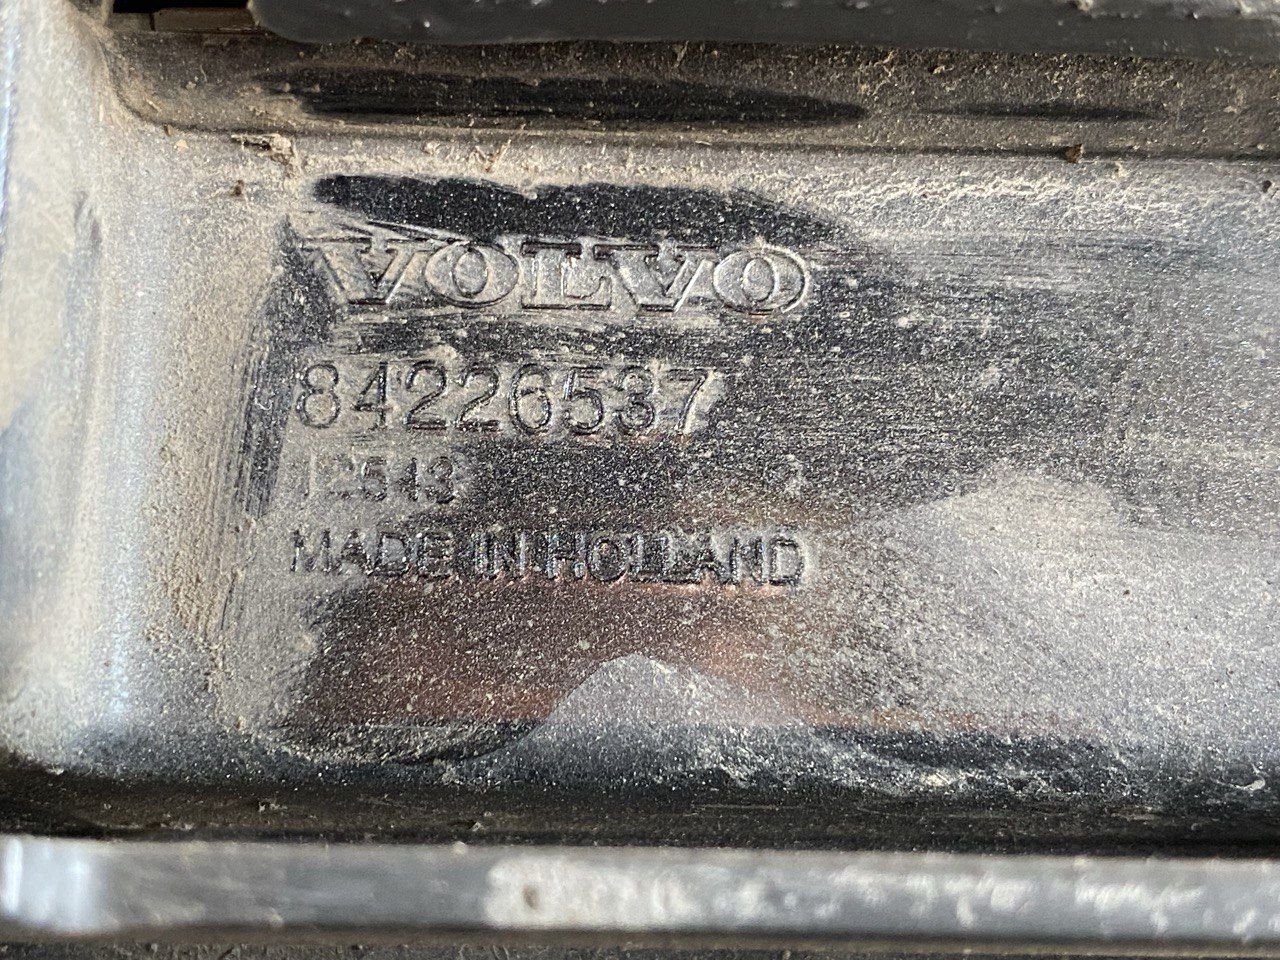 VOLVO
84226537
12543
MADE IN HOLLAND